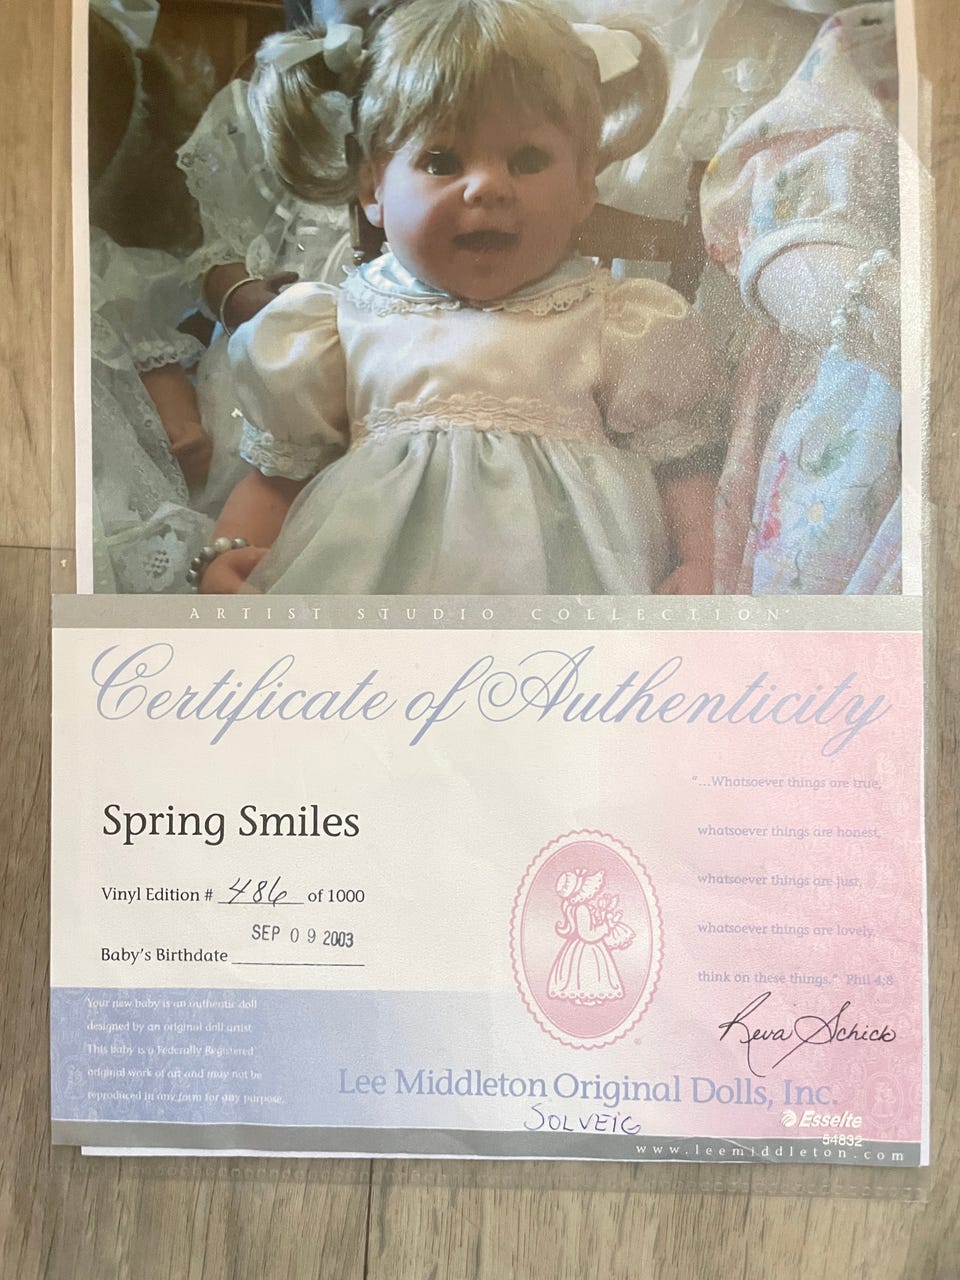 ARTIST STUDIO COLLECTION
Certificate of Authenticity
"...Whatsoever things are true,
whatsoever things are honest,
whatsoever things are just,
whatsoever things are lovely,
think on these things." Phil 4:8
Spring Smiles
Vinyl Edition # 486 of 1000
SEP 09 2003
Baby's Birthdate
Your new baby is an authentic doll
designed by an original doll artist
This baby is a Federally Registered
original work of art and may not be
reproduced in any form for any purpose.
Reva Schick
Lee Middleton Original Dolls, Inc.
SOLVEIG
Esselte
54832
www.leemiddleton.com